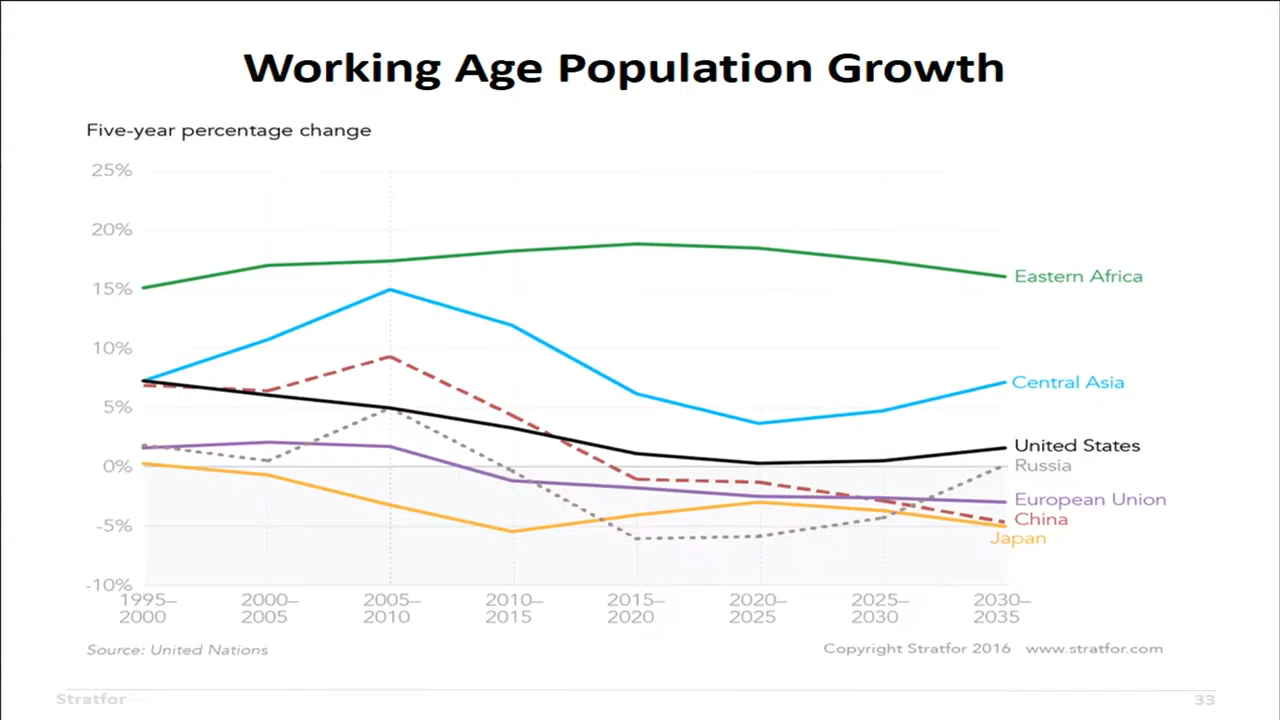 Working Age Population Growth
Five-year percentage change
25%
20%
15%
10%
5%
0%
-5%
-10%
Eastern Africa
Central Asia
United States
Russia
European Union
China
Japan
1995–
2000
2000–
2005
2005–
2010
2010–
2015
2015–
2020
2020–
2025
2025–
2030
2030–
2035
Source: United Nations
Copyright Stratfor 2016 www.stratfor.com
Stratfor
33